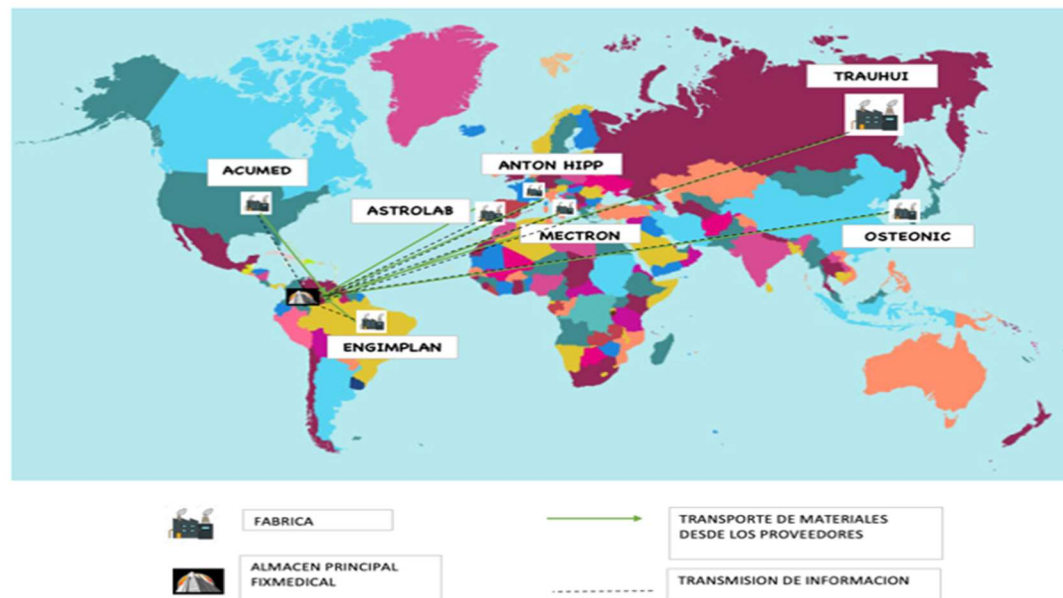 TRAUHUI
ANTON HIPP
ACUMED
ASTROLAB
MECTRON
OSTEONIC
ENGIMPLAN
FABRICA
TRANSPORTE DE MATERIALES
DESDE LOS PROVEEDORES
ALMACÉN PRINCIPAL
FIXMEDICAL
TRANSMISION DE INFORMACION